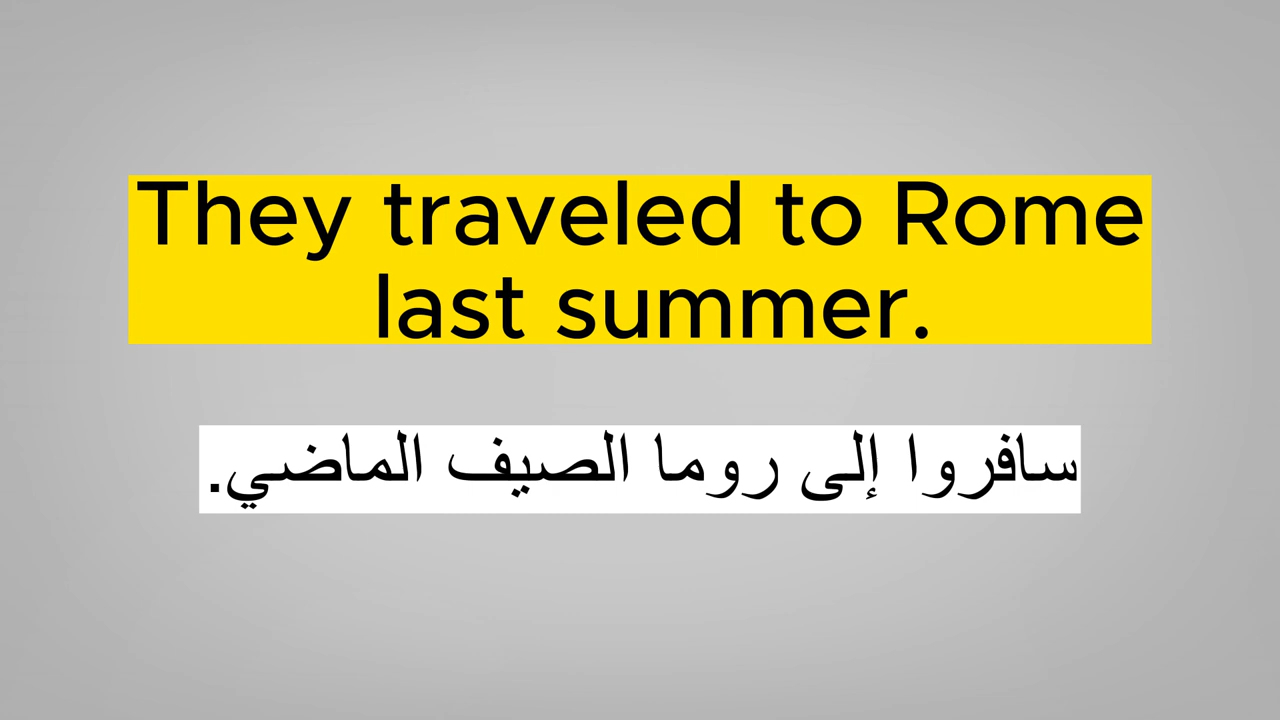 They traveled to Rome
last summer.
سافروا إلى روما الصيف الماضي.